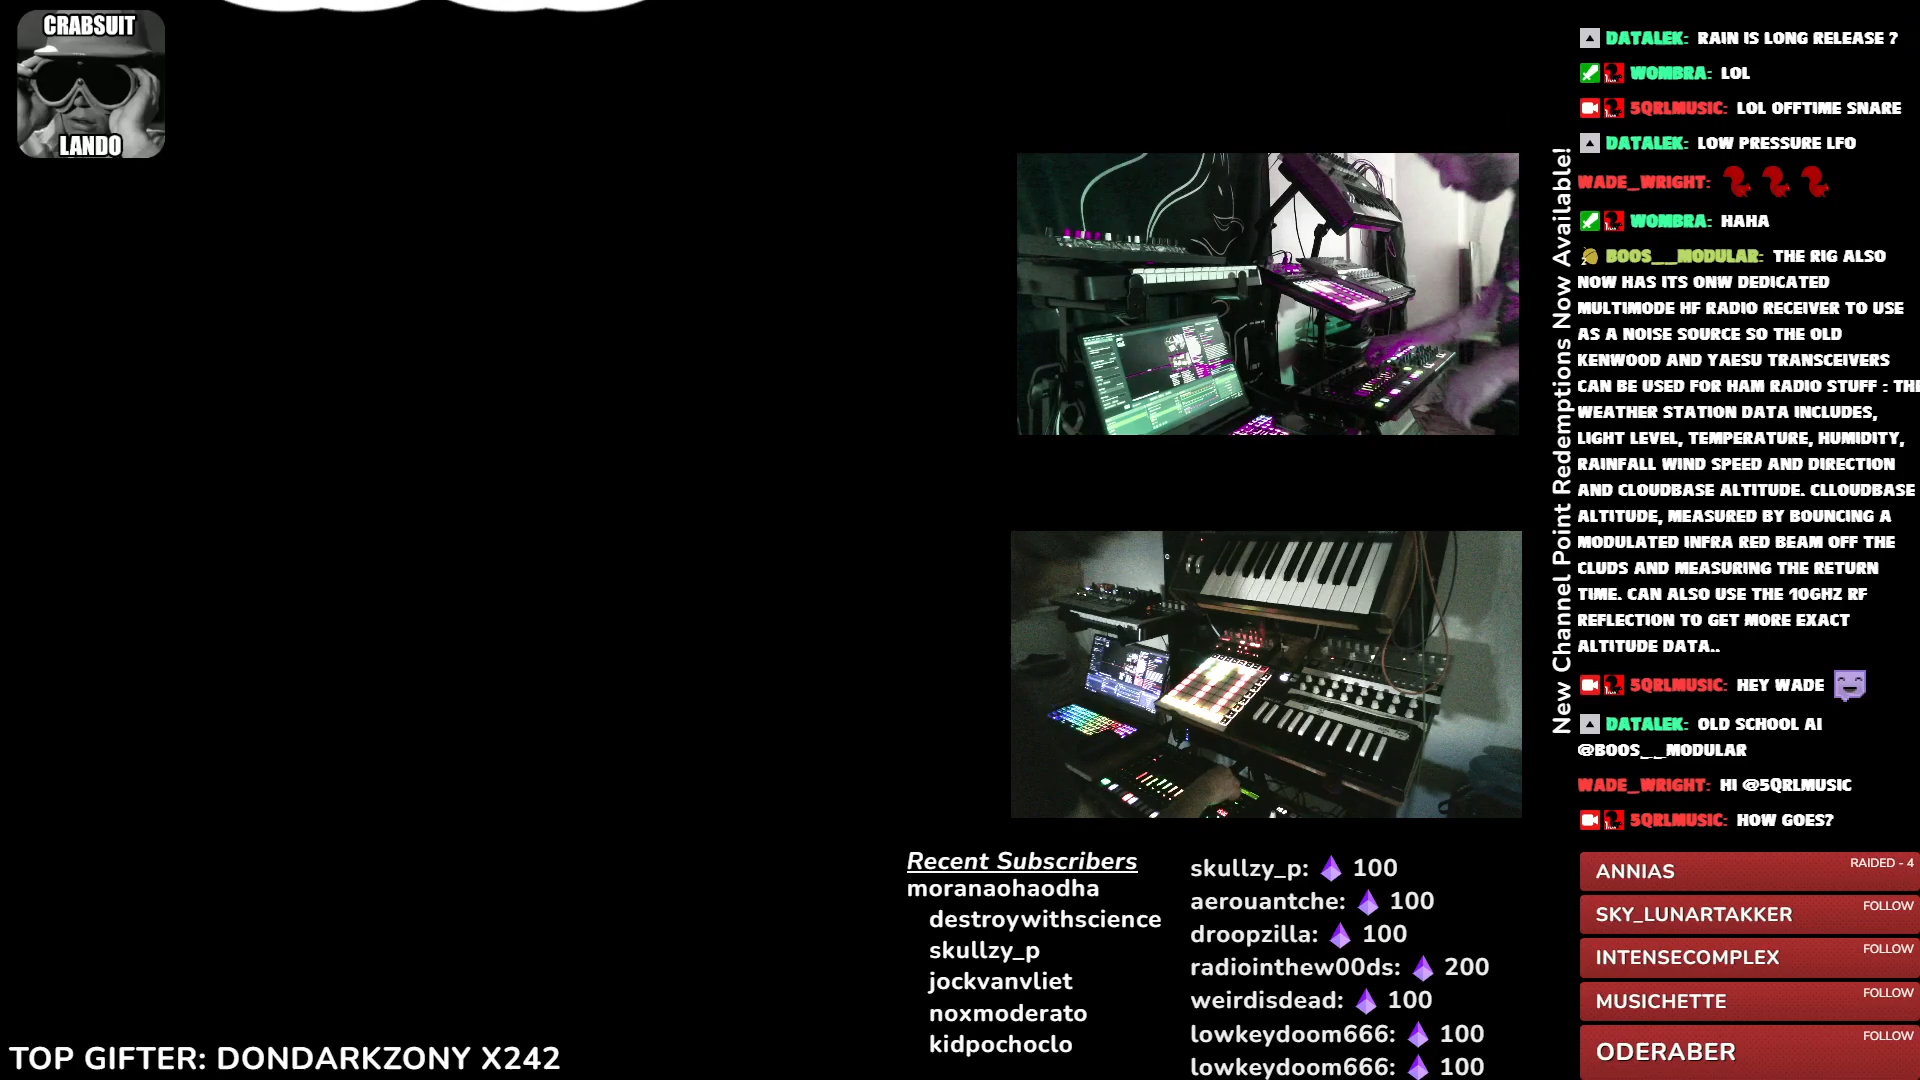 CRABSUIT
LANDO
DATALEK: RAIN IS LONG RELEASE ?
WOMBRA: LOL
5QRLMUSIC: LOL OFFTIME SNARE
DATALEK: LOW PRESSURE LFO
WADE_WRIGHT:
WOMBRA: HAHA
BOOS__MODULAR: THE RIG ALSO
NOW HAS ITS ONW DEDICATED
MULTIMODE HF RADIO RECEIVER TO USE
AS A NOISE SOURCE SO THE OLD
KENWOOD AND YAESU TRANSCEIVERS
CAN BE USED FOR HAM RADIO STUFF : THE
WEATHER STATION DATA INCLUDES,
LIGHT LEVEL, TEMPERATURE, HUMIDITY,
RAINFALL WIND SPEED AND DIRECTION
AND CLOUDBASE ALTITUDE. CLLOUDBASE
ALTITUDE, MEASURED BY BOUNCING A
MODULATED INFRA RED BEAM OFF THE
CLUDS AND MEASURING THE RETURN
TIME. CAN ALSO USE THE 10GHZ RF
REFLECTION TO GET MORE EXACT
ALTITUDE DATA..
5QRLMUSIC: HEY WADE
DATALEK: OLD SCHOOL AI
@BOOS__MODULAR
WADE_WRIGHT: HI @5QRLMUSIC
5QRLMUSIC: HOW GOES?
New Channel Point Redemptions Now Available!
Recent Subscribers
moranaohaodha
destroywithscience
skullzy_p
jockvanvliet
noxmoderato
kidpochoclo
skullzy_p: 100
aerouantche: 100
droopzilla: 100
radiointhew00ds: 200
weirdisdead: 100
lowkeydoom666: 100
lowkeydoom666: 100
ANNIAS RAIDED - 4
SKY_LUNARTAKKER FOLLOW
INTENSECOMPLEX FOLLOW
MUSICHETTE FOLLOW
ODERABER FOLLOW
TOP GIFTER: DONDARKZONY X242